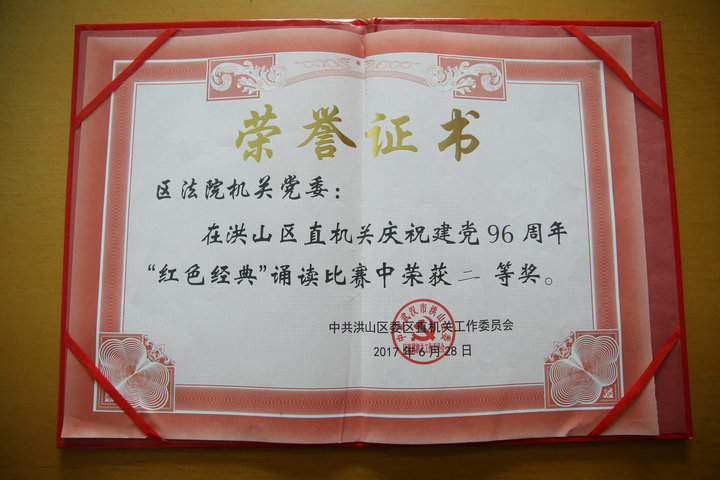 荣誉证书
区法院机关党委：
在洪山区直机关庆祝建党96周年
“红色经典”诵读比赛中荣获 二 等奖。
中共洪山区委区直机关工作委员会
2017年6月28日